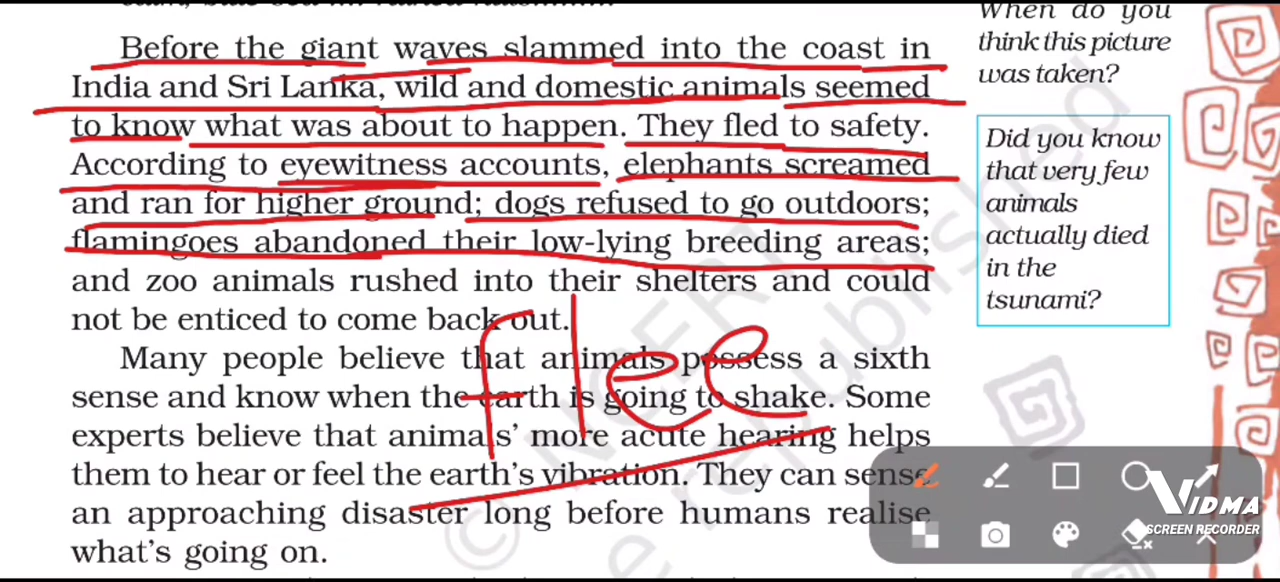 Before the giant waves slammed into the coast in
India and Sri Lanka, wild and domestic animals seemed
to know what was about to happen. They fled to safety.
According to eyewitness accounts, elephants screamed
and ran for higher ground; dogs refused to go outdoors;
flamingoes abandoned their low-lying breeding areas;
and zoo animals rushed into their shelters and could
not be enticed to come back out.
Many people believe that animals possess a sixth
sense and know when the earth is going to shake. Some
experts believe that animals' more acute hearing helps
them to hear or feel the earth's vibration. They can sense
an approaching disaster long before humans realise
what's going on.
flee
When do you
think this picture
was taken?
Did you know
that very few
animals
actually died
in the
tsunami?
© NCERT
be republished
VIDMA
SCREEN RECORDER